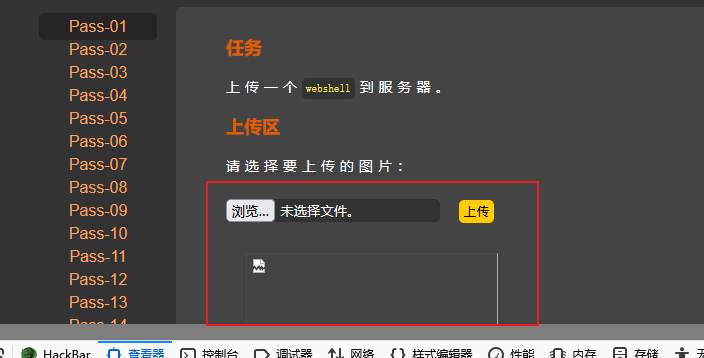 Pass-01
Pass-02
Pass-03
Pass-04
Pass-05
Pass-06
Pass-07
Pass-08
Pass-09
Pass-10
Pass-11
Pass-12
Pass-13
Pass-14
任务
上传一个 webshell 到服务器。
上传区
请选择要上传的图片：
浏览... 未选择文件。 上传
HackBar 查看器 控制台 调试器 网络 {} 样式编辑器 性能 内存 存储 无